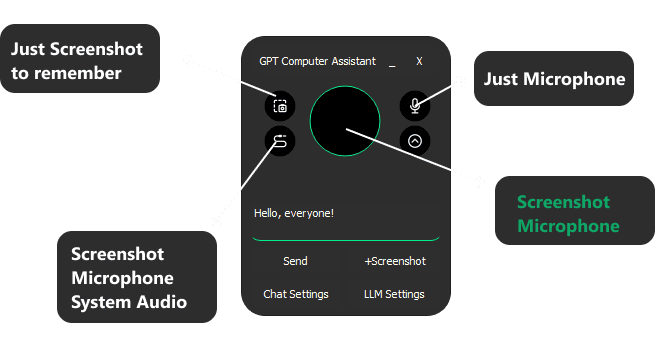 Just Screenshot
to remember
GPT Computer Assistant _ X
Just Microphone
Screenshot
Microphone
Hello, everyone!
Screenshot
Microphone
System Audio
Send +Screenshot
Chat Settings LLM Settings